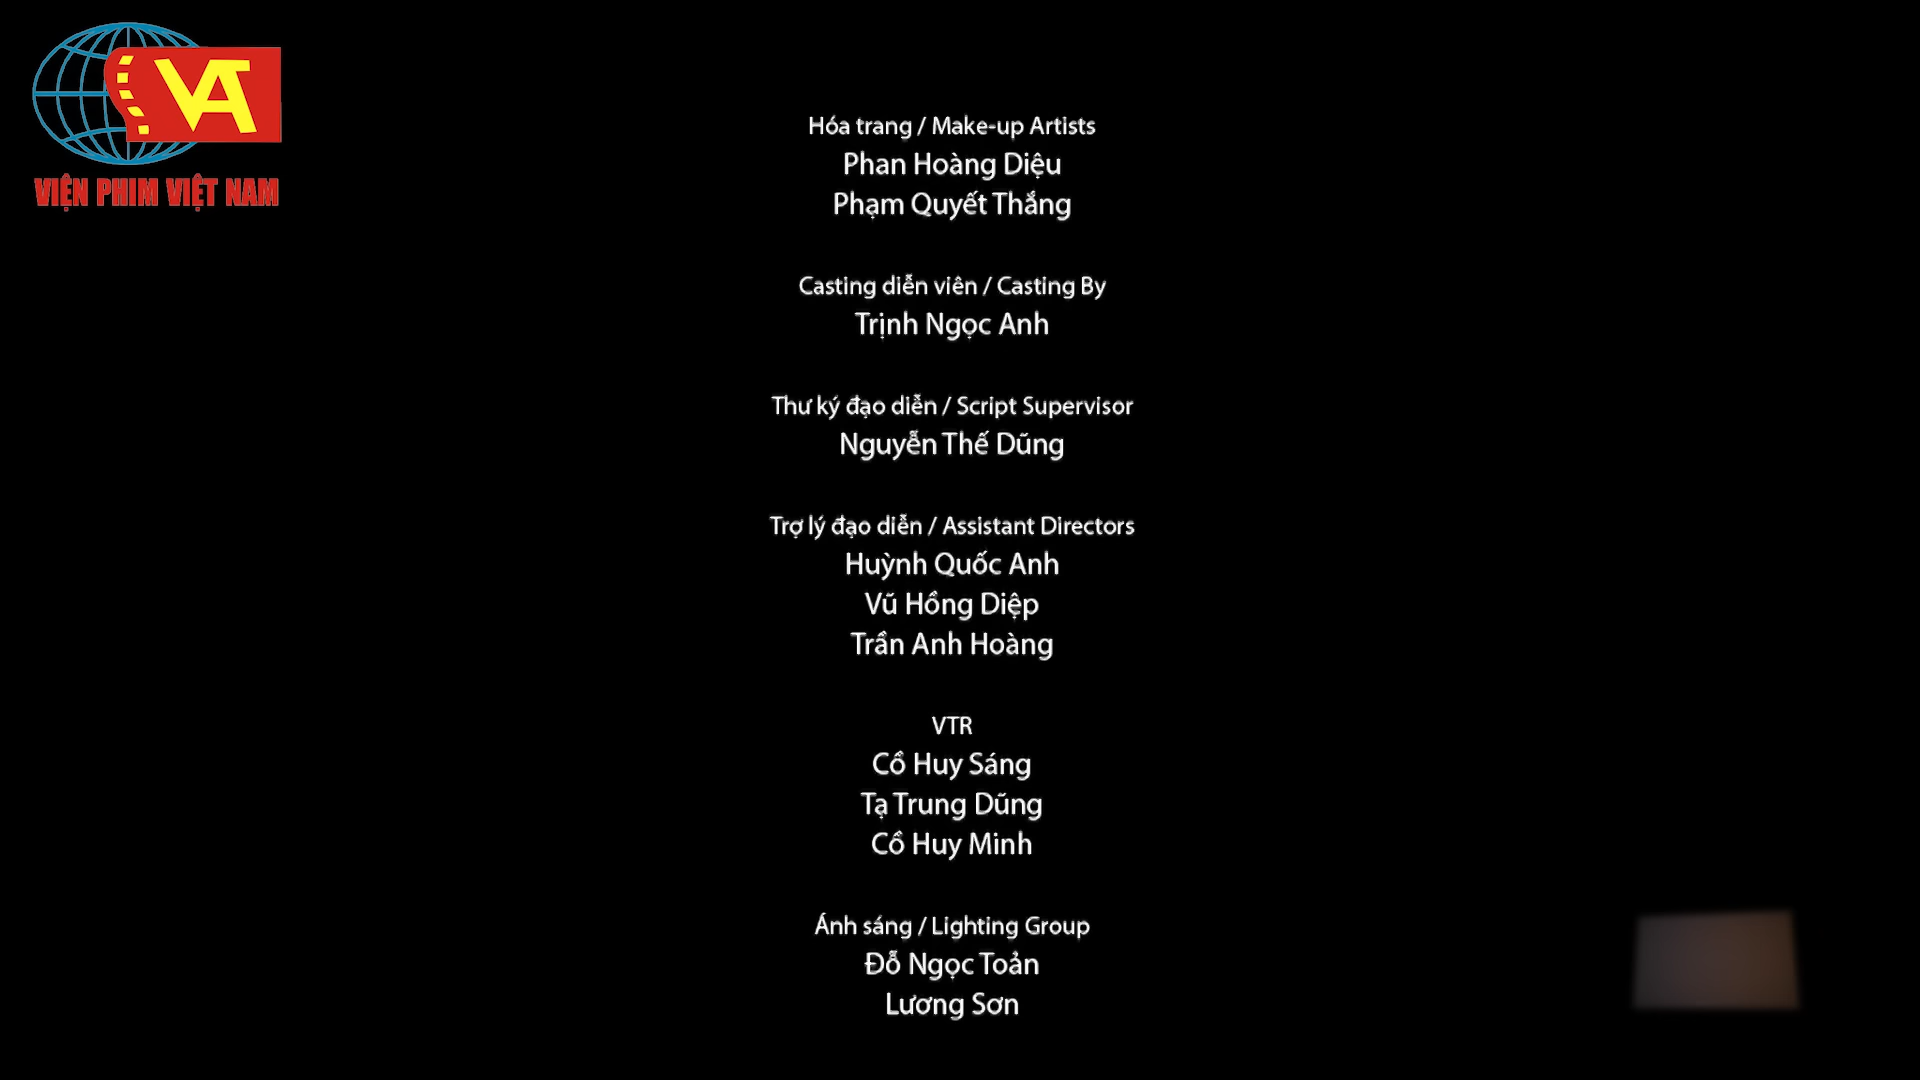 VIỆN PHIM VIỆT NAM
Hóa trang / Make-up Artists
Phan Hoàng Diệu
Phạm Quyết Thắng
Casting diễn viên / Casting By
Trịnh Ngọc Anh
Thư ký đạo diễn / Script Supervisor
Nguyễn Thế Dũng
Trợ lý đạo diễn / Assistant Directors
Huỳnh Quốc Anh
Vũ Hồng Diệp
Trần Anh Hoàng
VTR
Cồ Huy Sáng
Tạ Trung Dũng
Cồ Huy Minh
Ánh sáng / Lighting Group
Đỗ Ngọc Toản
Lương Sơn